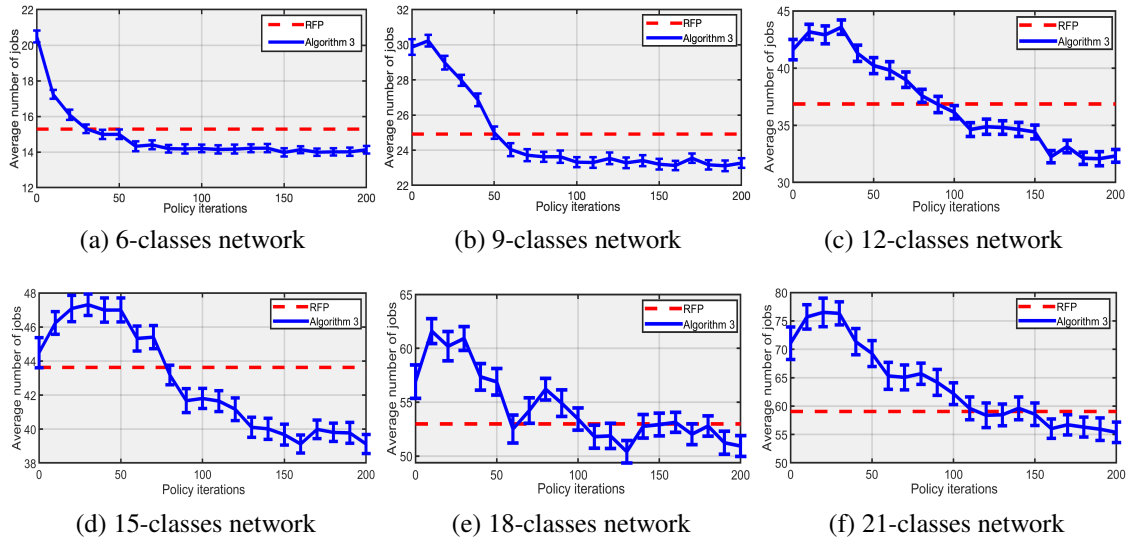 22
20
18
16
14
12
0
50
100
150
200
Average number of jobs
Policy iterations
RFP
Algorithm 3
(a) 6-classes network
32
30
28
26
24
22
0
50
100
150
200
Average number of jobs
Policy iterations
RFP
Algorithm 3
(b) 9-classes network
45
40
35
30
0
50
100
150
200
Average number of jobs
Policy iterations
RFP
Algorithm 3
(c) 12-classes network
48
46
44
42
40
38
0
50
100
150
200
Average number of jobs
Policy iterations
RFP
Algorithm 3
(d) 15-classes network
65
60
55
50
0
50
100
150
200
Average number of jobs
Policy iterations
RFP
Algorithm 3
(e) 18-classes network
80
75
70
65
60
55
50
0
50
100
150
200
Average number of jobs
Policy iterations
RFP
Algorithm 3
(f) 21-classes network